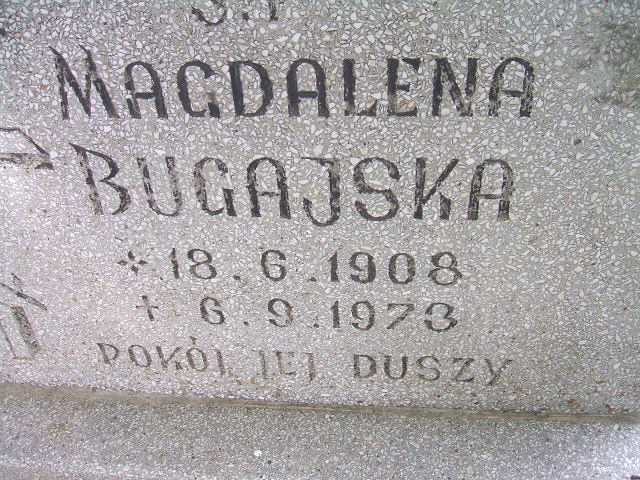 Ś.P
MAGDALENA
BUGAJSKA
* 18.6.1908
+ 6.9.1973
POKÓJ JEJ DUSZY